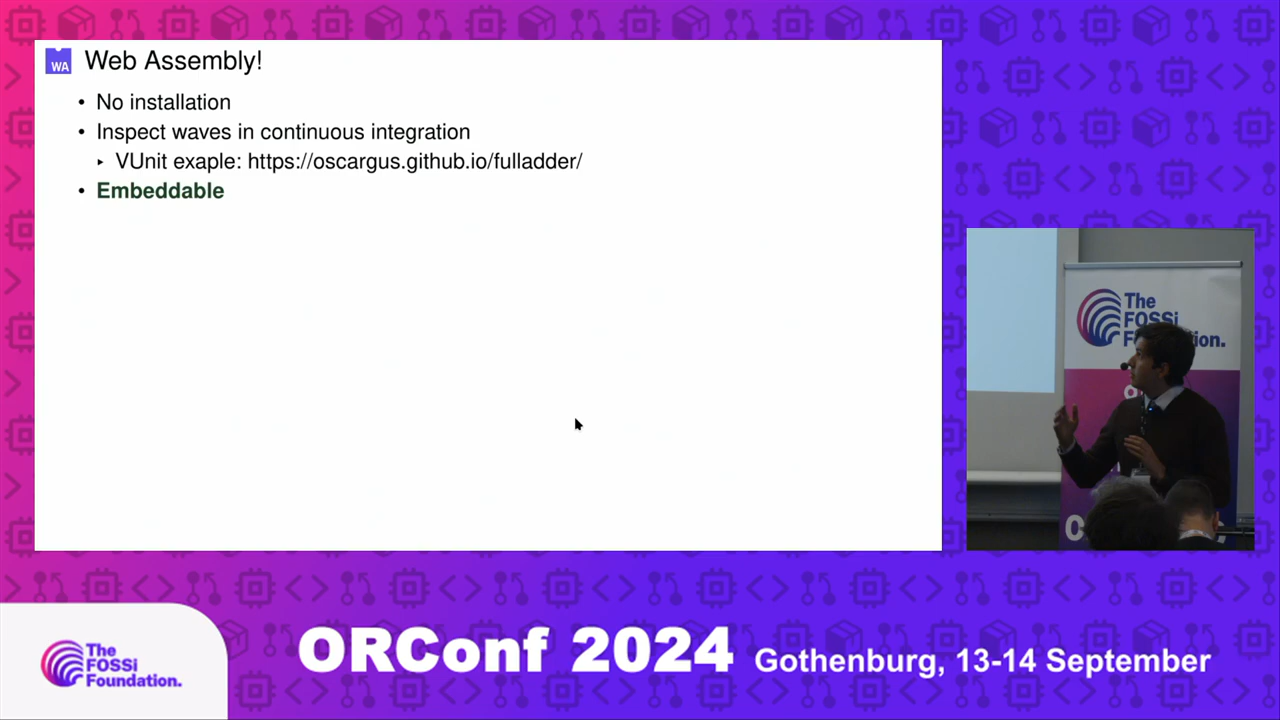 WA
Web Assembly!
• No installation
• Inspect waves in continuous integration
‣ VUnit exaple: https://oscargus.github.io/fulladder/
• Embeddable
The
FOSSi
Foundation.
ORConf 2024 Gothenburg, 13-14 September
The
FOSSi